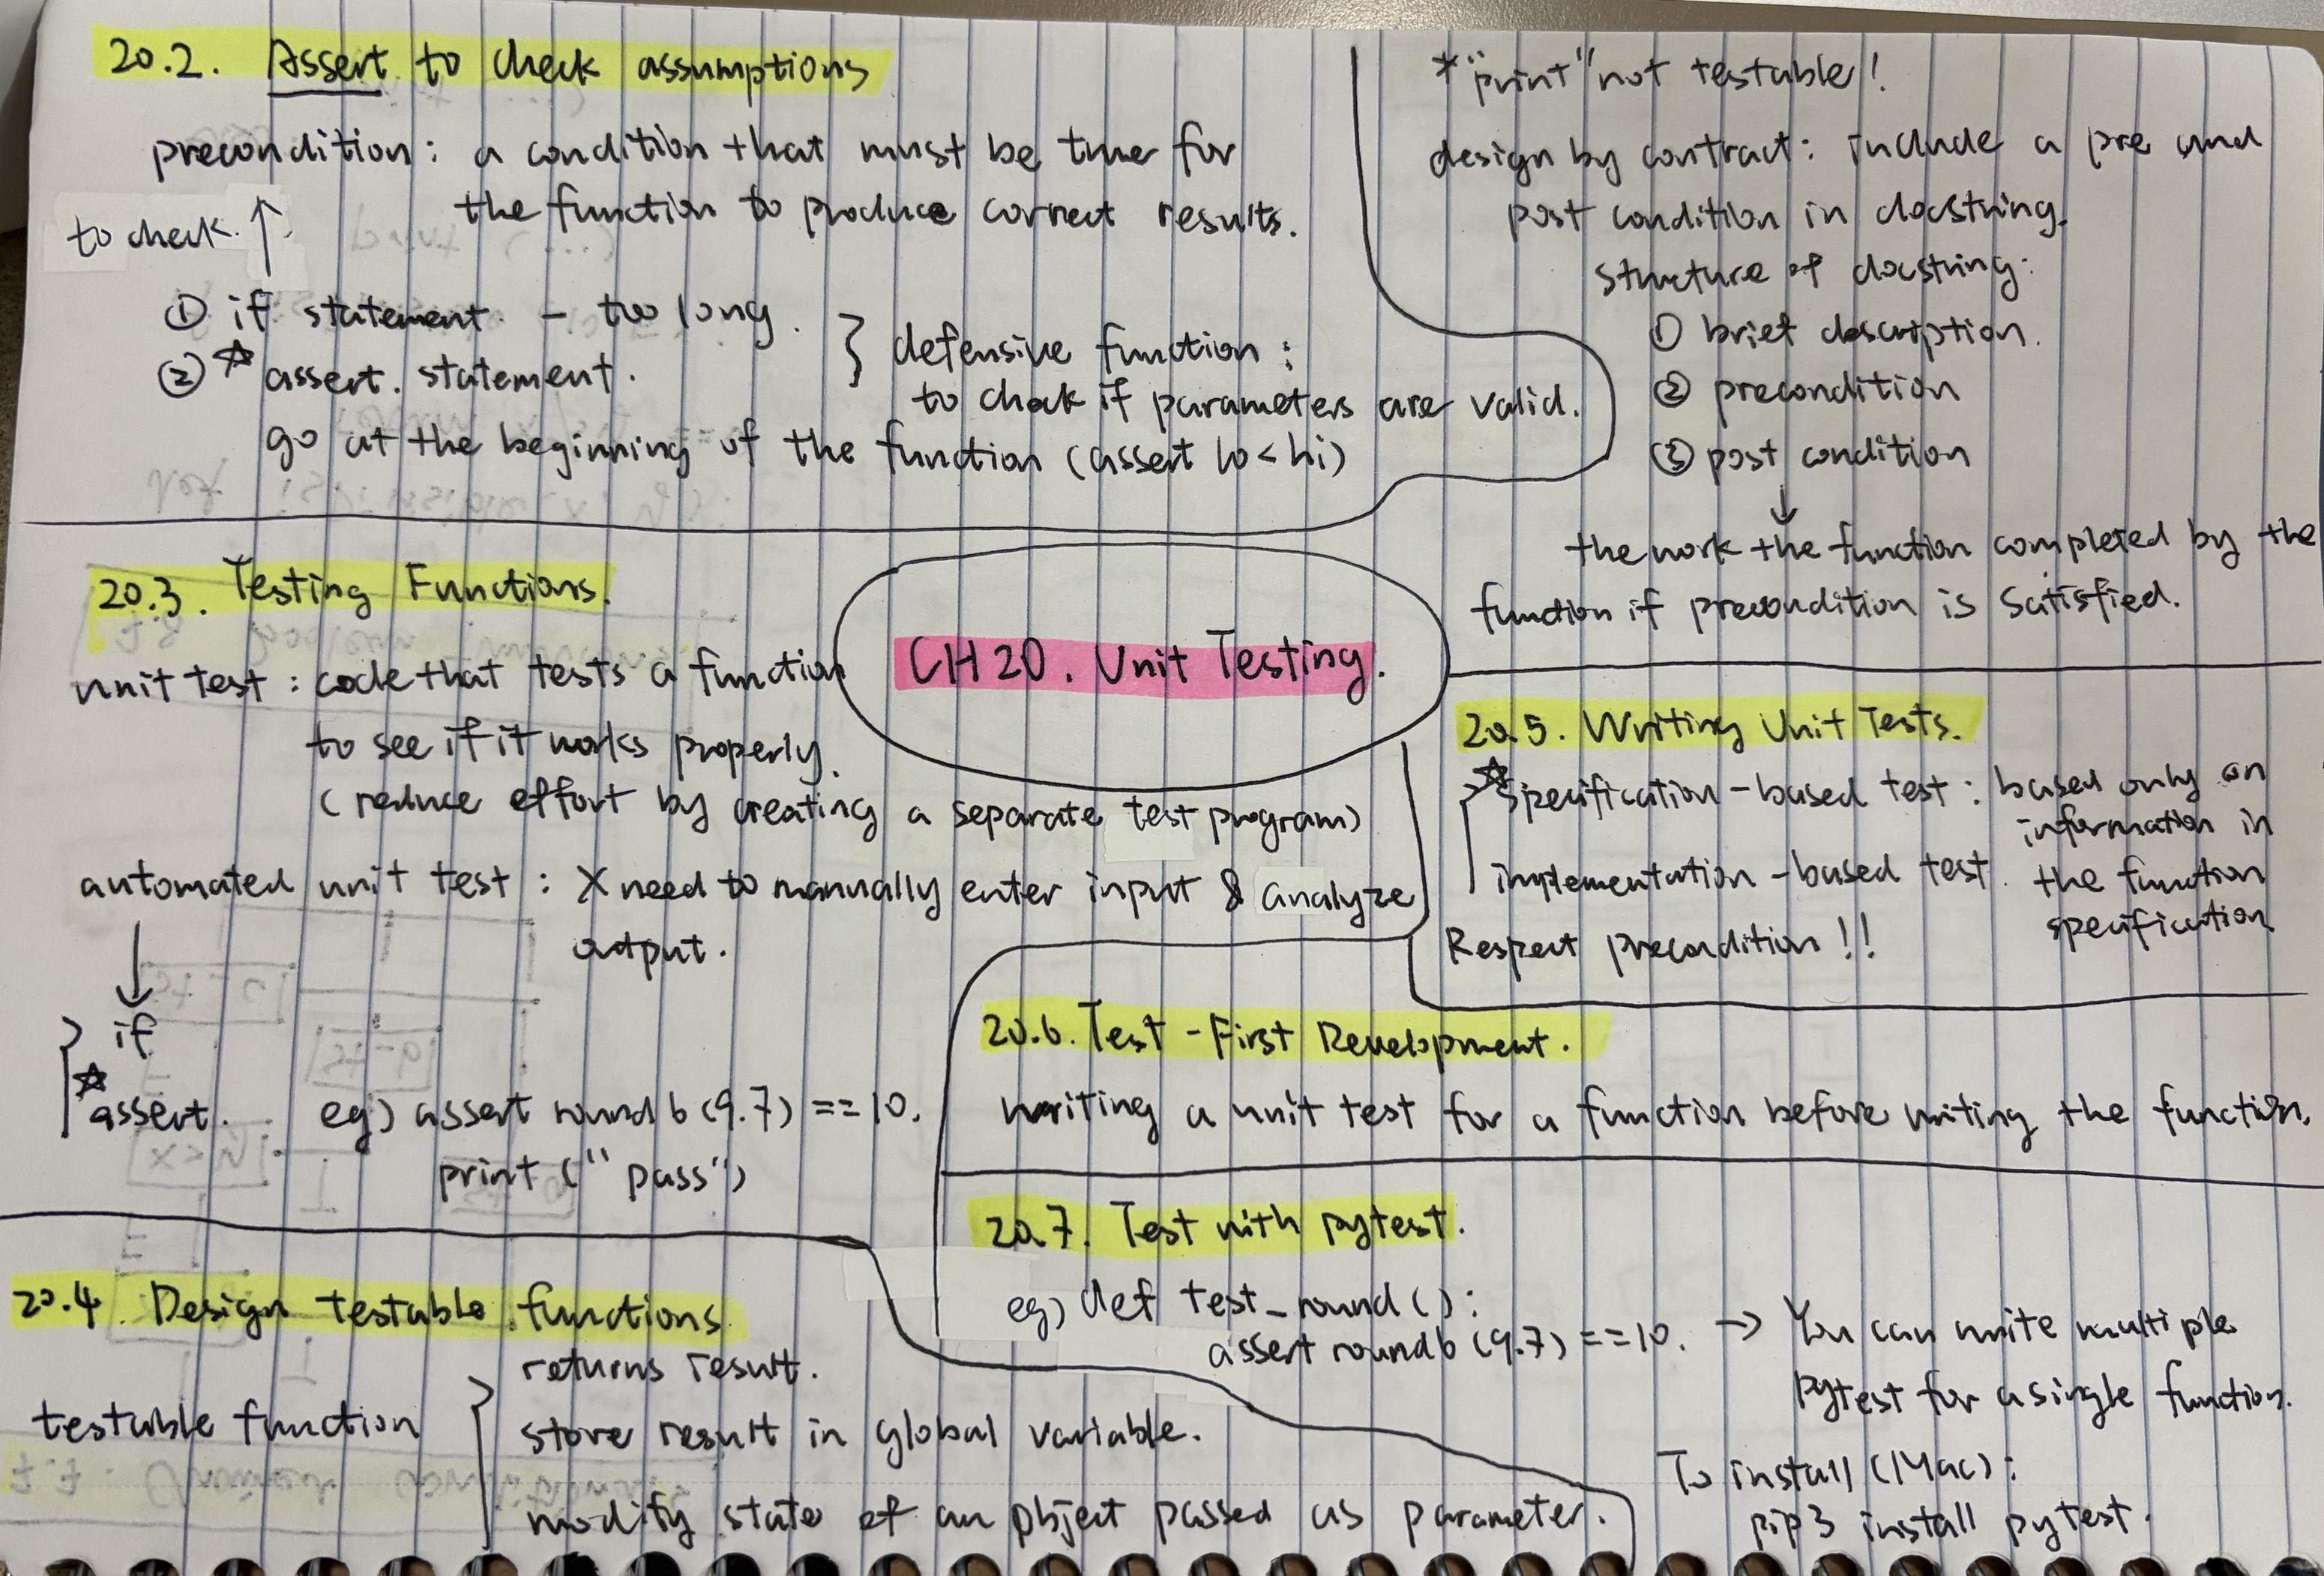 20.2. Assert to check assumptions
precondition: a condition that must be true for
the function to produce correct results.
to check ↑
① if statement - too long.
② ☆ assert. statement.
} defensive function:
to check if parameters are valid.
go at the beginning of the function (assert lo < hi)
20.3. Testing Functions.
unit test: code that tests a function
to see if it works properly.
(reduce effort by creating a separate test program)
automated unit test: X need to manually enter input & analyze
output.
↓
if
☆ assert.
eg) assert round6(9.7) == 10.
print("pass")
20.4. Design testable functions
testable function
returns result.
store result in global variable.
modify state of an object passed as parameter.
CH20. Unit Testing.
* "print" not testable!
design by contract: include a pre and
post condition in docstring.
structure of docstring:
① brief description.
② precondition
③ post condition
↓
the work the function completed by the
function if precondition is satisfied.
20.5. Writing Unit Tests.
☆ Specification-based test: based only on
information in
the function
specification
implementation-based test.
Respect precondition!!
20.6. Test-First Development.
writing a unit test for a function before writing the function.
20.7. Test with pytest.
eg) def test_round():
assert round6(9.7) == 10. → You can write multiple
pytest for a single function.
To install (Mac):
pip3 install pytest.